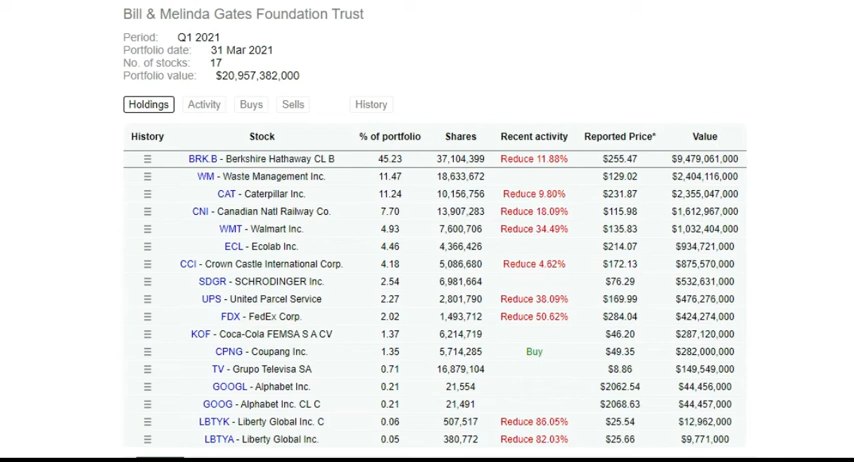 Bill & Melinda Gates Foundation Trust
Period: Q1 2021
Portfolio date: 31 Mar 2021
No. of stocks: 17
Portfolio value: $20,957,382,000
Holdings Activity Buys Sells History
History Stock % of portfolio Shares Recent activity Reported Price* Value
☰ BRK.B - Berkshire Hathaway CL B 45.23 37,104,399 Reduce 11.88% $255.47 $9,479,061,000
☰ WM - Waste Management Inc. 11.47 18,633,672 $129.02 $2,404,116,000
☰ CAT - Caterpillar Inc. 11.24 10,156,756 Reduce 9.80% $231.87 $2,355,047,000
☰ CNI - Canadian Natl Railway Co. 7.70 13,907,283 Reduce 18.09% $115.98 $1,612,967,000
☰ WMT - Walmart Inc. 4.93 7,600,706 Reduce 34.49% $135.83 $1,032,404,000
☰ ECL - Ecolab Inc. 4.46 4,366,426 $214.07 $934,721,000
☰ CCI - Crown Castle International Corp. 4.18 5,086,680 Reduce 4.62% $172.13 $875,570,000
☰ SDGR - SCHRODINGER Inc. 2.54 6,981,664 $76.29 $532,631,000
☰ UPS - United Parcel Service 2.27 2,801,790 Reduce 38.09% $169.99 $476,276,000
☰ FDX - FedEx Corp. 2.02 1,493,712 Reduce 50.62% $284.04 $424,274,000
☰ KOF - Coca-Cola FEMSA S A CV 1.37 6,214,719 $46.20 $287,120,000
☰ CPNG - Coupang Inc. 1.35 5,714,285 Buy $49.35 $282,000,000
☰ TV - Grupo Televisa SA 0.71 16,879,104 $8.86 $149,549,000
☰ GOOGL - Alphabet Inc. 0.21 21,554 $2062.54 $44,456,000
☰ GOOG - Alphabet Inc. CL C 0.21 21,491 $2068.63 $44,457,000
☰ LBTYK - Liberty Global Inc. C 0.06 507,517 Reduce 86.05% $25.54 $12,962,000
☰ LBTYA - Liberty Global Inc. 0.05 380,772 Reduce 82.03% $25.66 $9,771,000